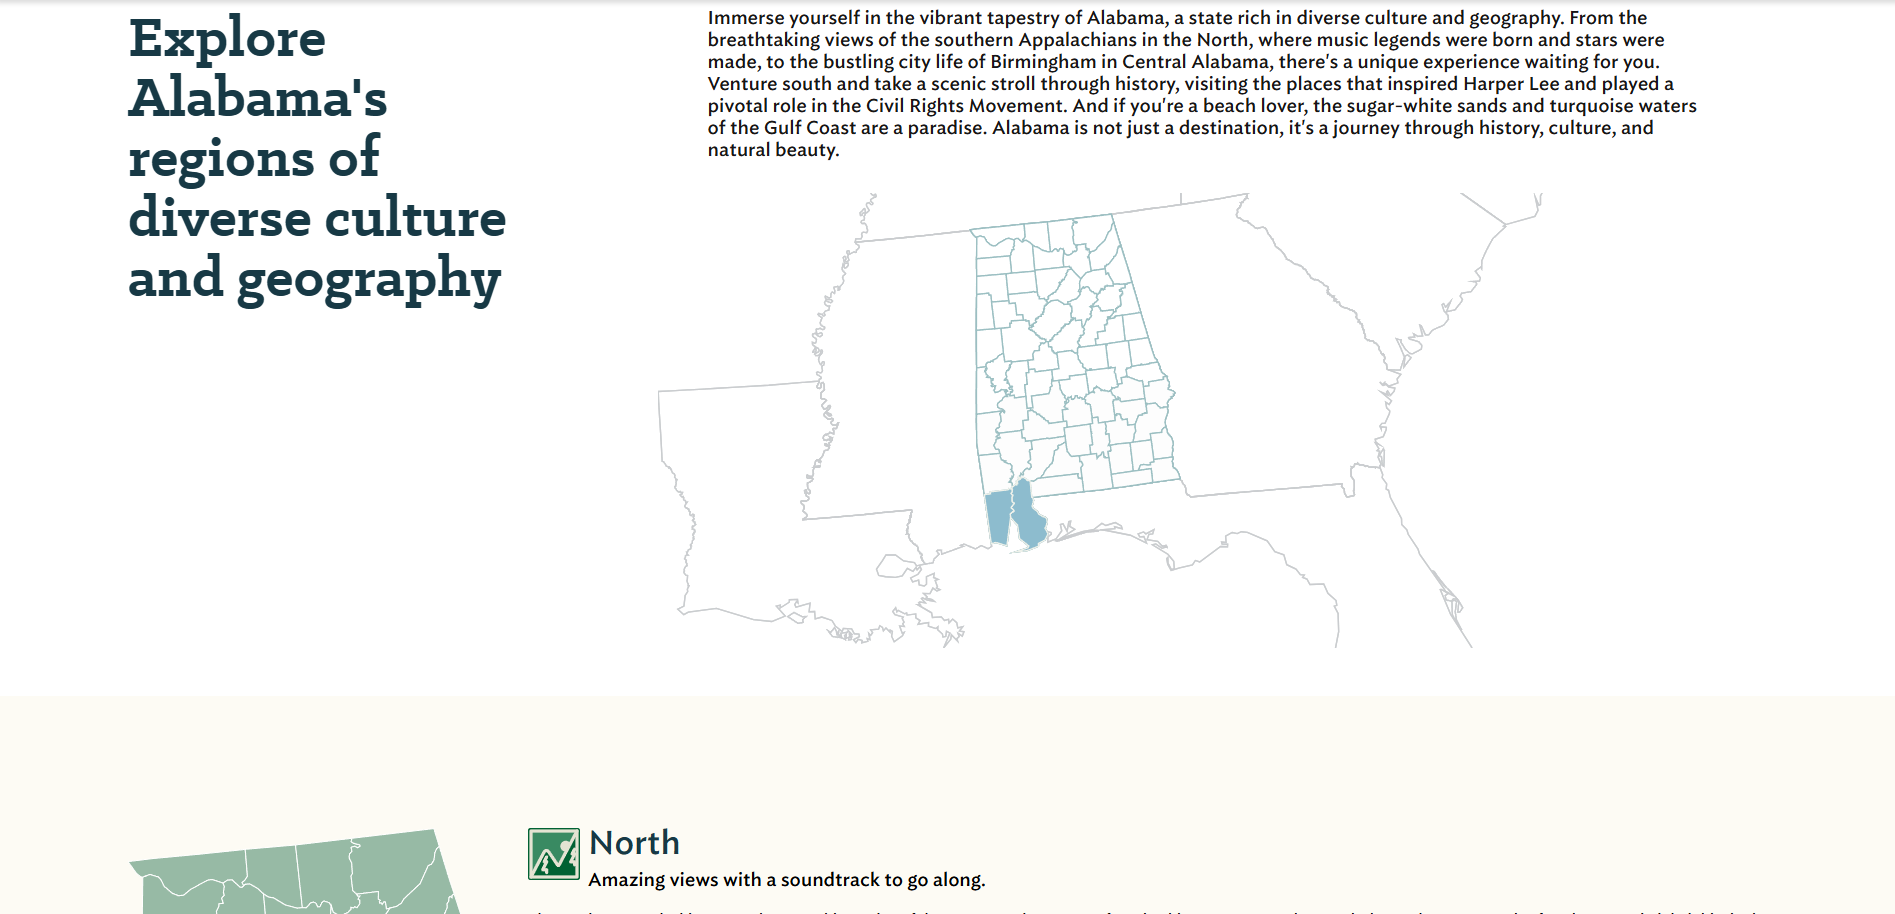 Explore
Alabama's
regions of
diverse culture
and geography
Immerse yourself in the vibrant tapestry of Alabama, a state rich in diverse culture and geography. From the
breathtaking views of the southern Appalachians in the North, where music legends were born and stars were
made, to the bustling city life of Birmingham in Central Alabama, there's a unique experience waiting for you.
Venture south and take a scenic stroll through history, visiting the places that inspired Harper Lee and played a
pivotal role in the Civil Rights Movement. And if you're a beach lover, the sugar-white sands and turquoise waters
of the Gulf Coast are a paradise. Alabama is not just a destination, it's a journey through history, culture, and
natural beauty.
North
Amazing views with a soundtrack to go along.